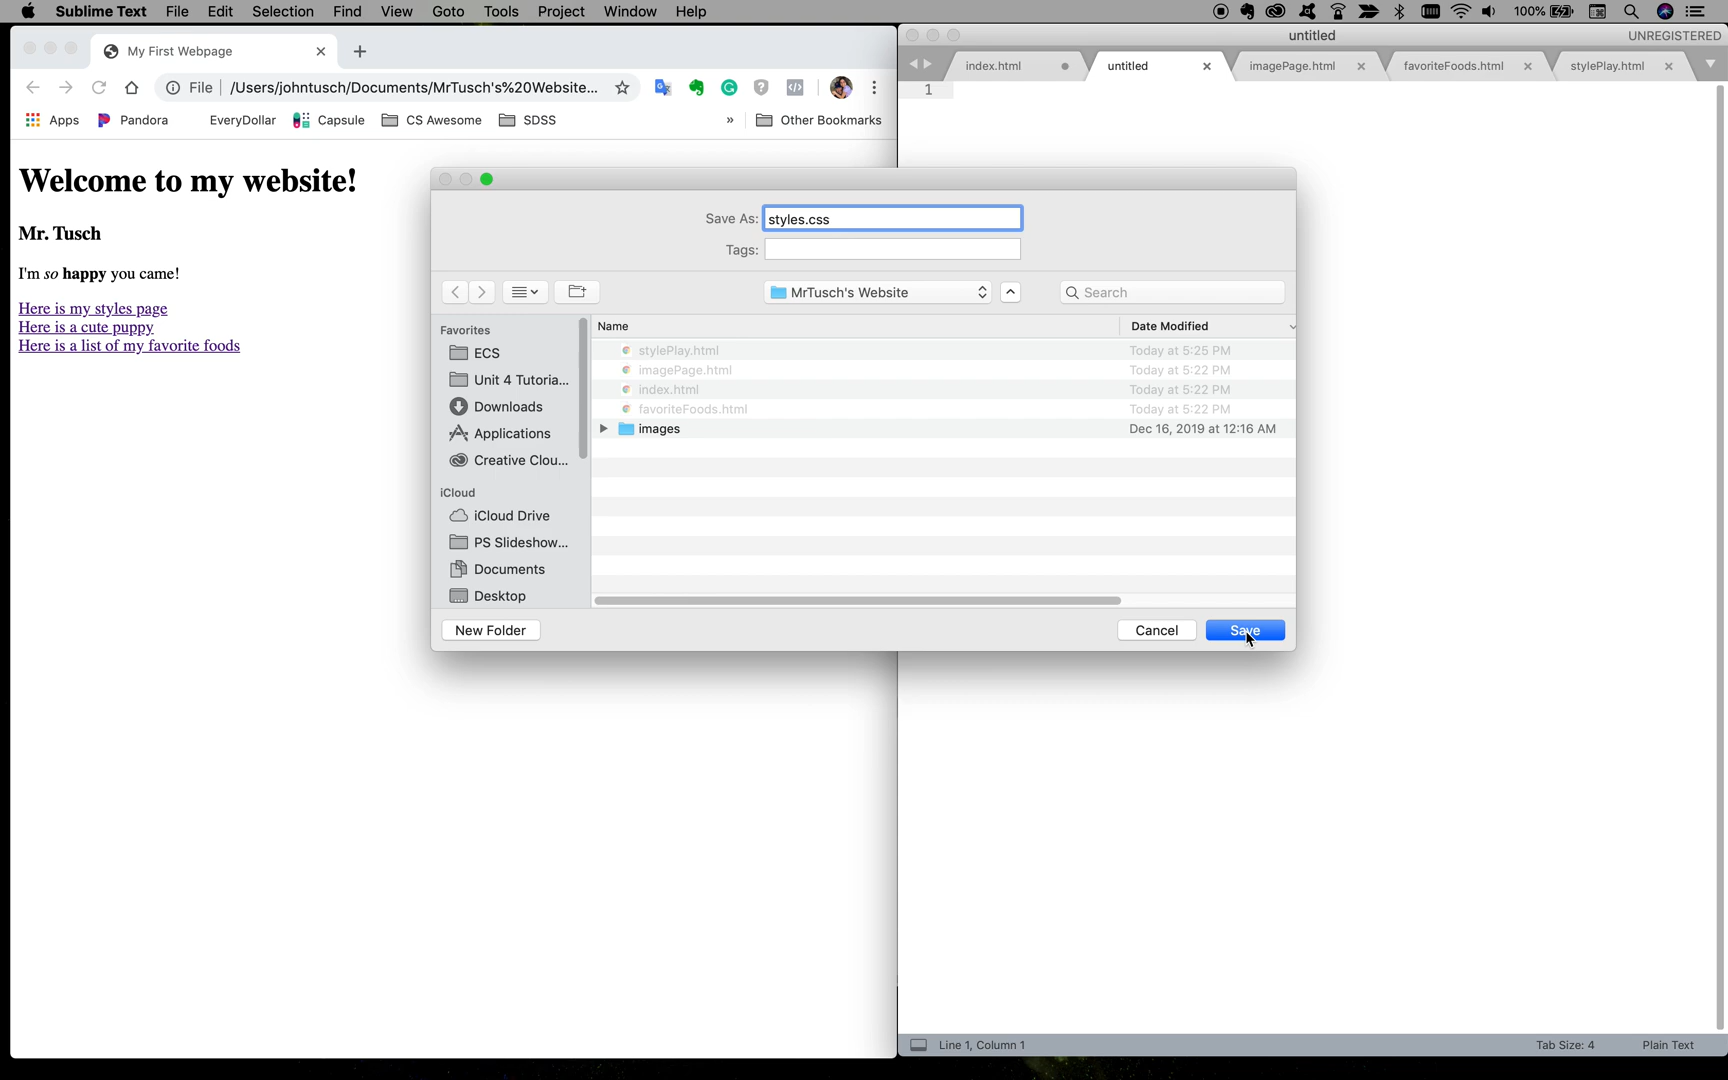 Sublime Text File Edit Selection Find View Goto Tools Project Window Help
100%
My First Webpage
File /Users/johntusch/Documents/MrTusch's%20Website...
Apps Pandora EveryDollar Capsule CS Awesome SDSS » Other Bookmarks
Welcome to my website!
Mr. Tusch
I'm so happy you came!
Here is my styles page
Here is a cute puppy
Here is a list of my favorite foods
untitled UNREGISTERED
index.html untitled imagePage.html favoriteFoods.html stylePlay.html
1
Save As: styles.css
Tags:
MrTusch's Website Search
Favorites
ECS
Unit 4 Tutoria...
Downloads
Applications
Creative Clou...
iCloud
iCloud Drive
PS Slideshow...
Documents
Desktop
Name Date Modified
stylePlay.html Today at 5:25 PM
imagePage.html Today at 5:22 PM
index.html Today at 5:22 PM
favoriteFoods.html Today at 5:22 PM
images Dec 16, 2019 at 12:16 AM
New Folder Cancel Save
Line 1, Column 1 Tab Size: 4 Plain Text